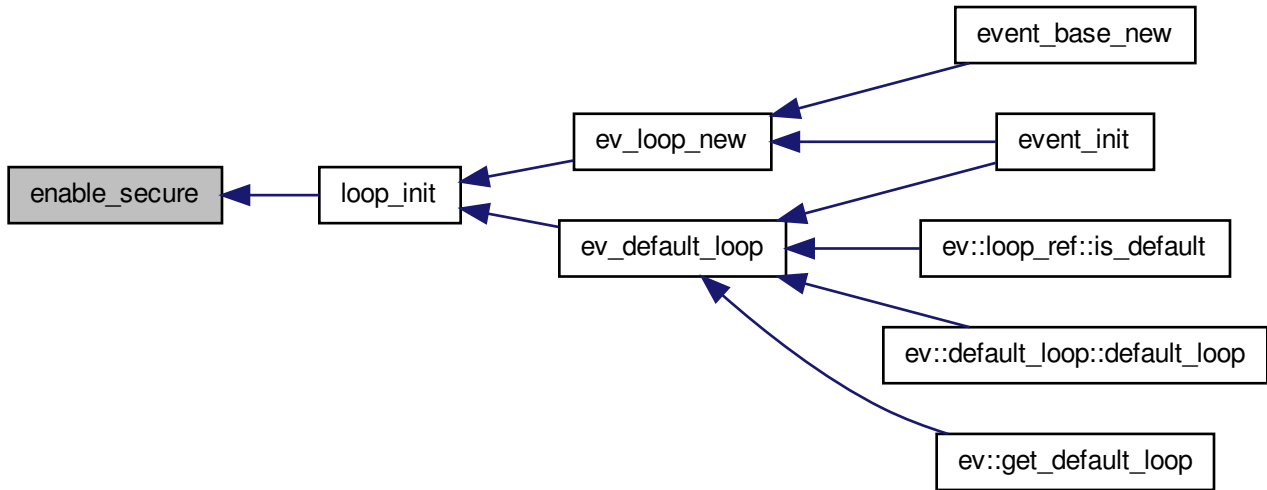 event_base_new
ev_loop_new
event_init
enable_secure
loop_init
ev_default_loop
ev::loop_ref::is_default
ev::default_loop::default_loop
ev::get_default_loop